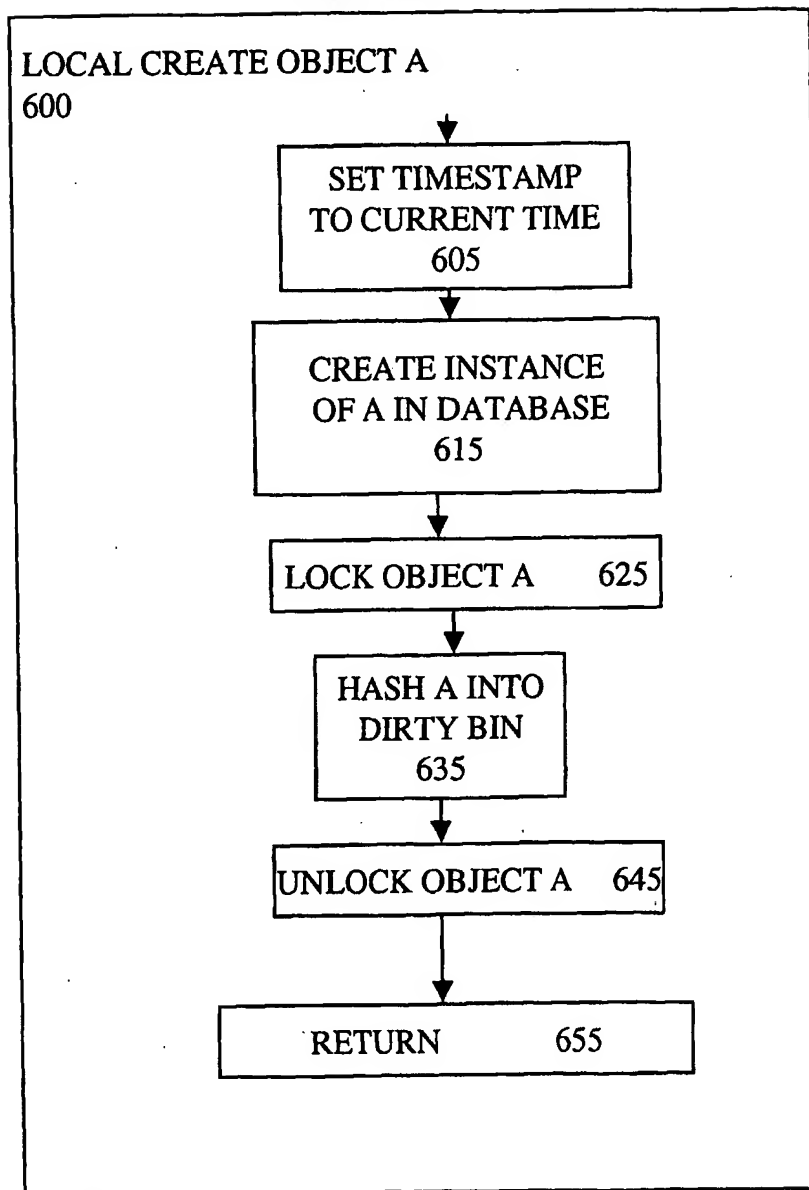 LOCAL CREATE OBJECT A
600
SET TIMESTAMP
TO CURRENT TIME
605
CREATE INSTANCE
OF A IN DATABASE
615
LOCK OBJECT A 625
HASH A INTO
DIRTY BIN
635
UNLOCK OBJECT A 645
RETURN 655